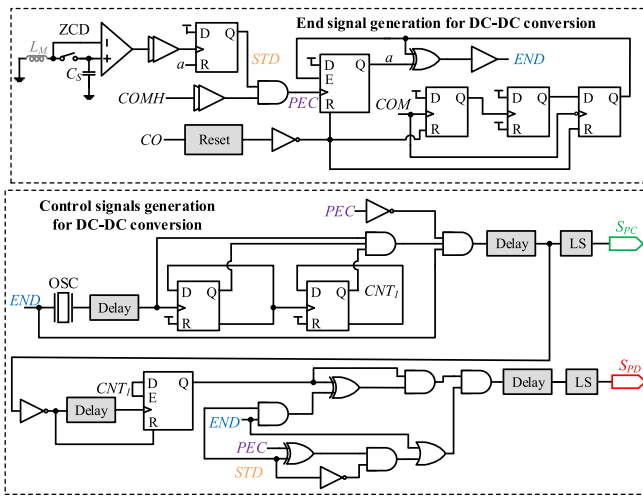 End signal generation for DC-DC conversion
ZCD
L_M
C_S
D Q
R
a
STD
COMH
PEC
D Q
E
R
a
END
COM
D Q
R
D Q
R
D Q
R
CO
Reset
Control signals generation
for DC-DC conversion
PEC
END
OSC
Delay
D Q
R
D Q
R
CNT_1
Delay
LS
S_PC
Delay
CNT_1
D Q
E
R
END
PEC
STD
Delay
LS
S_PD